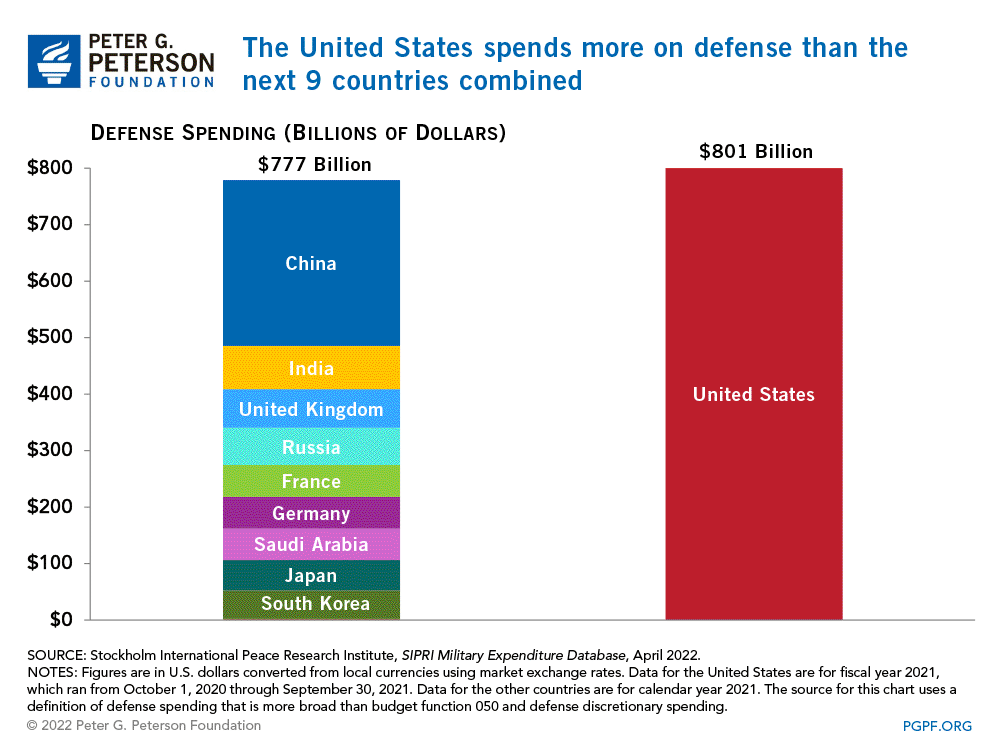 PETER G.
PETERSON
FOUNDATION
The United States spends more on defense than the
next 9 countries combined
DEFENSE SPENDING (BILLIONS OF DOLLARS)
$777 Billion
$801 Billion
$800
$700
$600
$500
$400
$300
$200
$100
$0
China
India
United Kingdom
Russia
France
Germany
Saudi Arabia
Japan
South Korea
United States
SOURCE: Stockholm International Peace Research Institute, SIPRI Military Expenditure Database, April 2022.
NOTES: Figures are in U.S. dollars converted from local currencies using market exchange rates. Data for the United States are for fiscal year 2021,
which ran from October 1, 2020 through September 30, 2021. Data for the other countries are for calendar year 2021. The source for this chart uses a
definition of defense spending that is more broad than budget function 050 and defense discretionary spending.
© 2022 Peter G. Peterson Foundation
PGPF.ORG